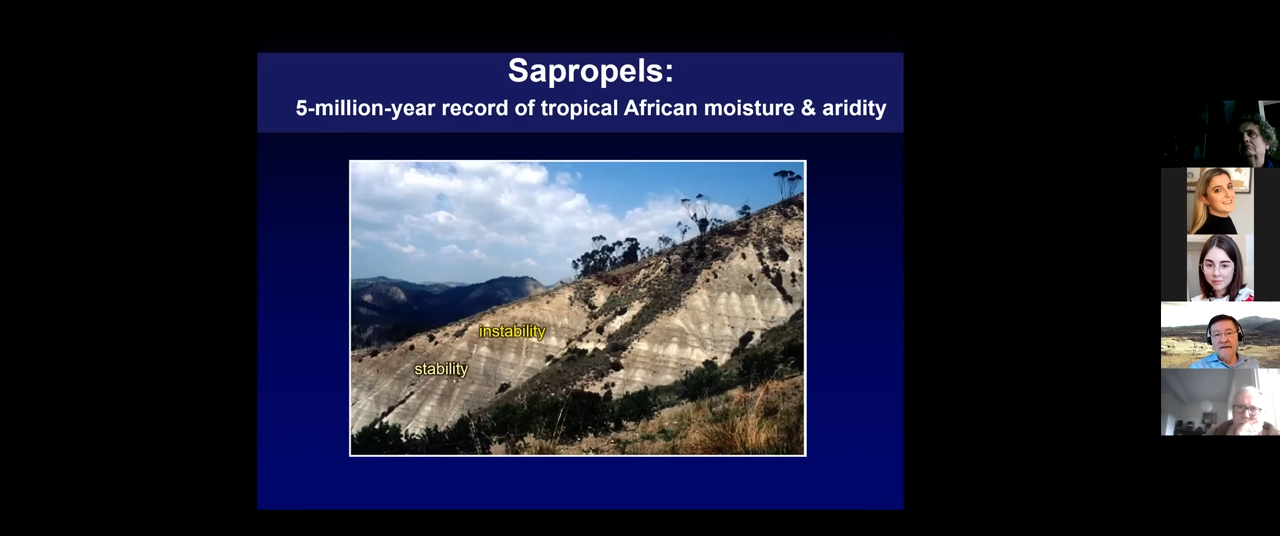 Sapropels:
5-million-year record of tropical African moisture & aridity
instability
stability